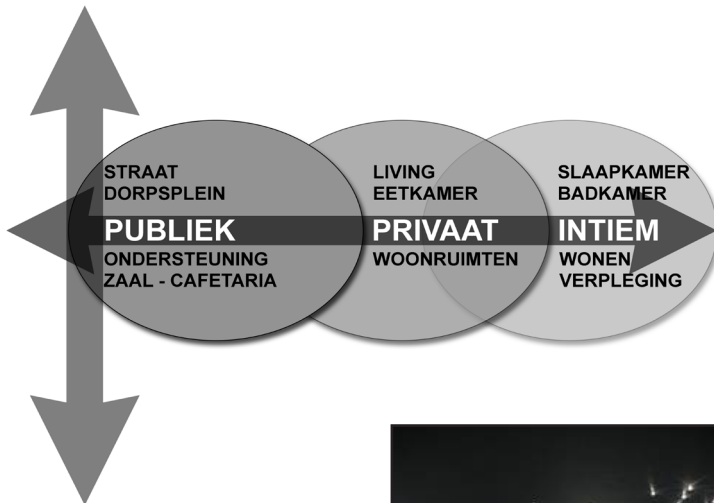 STRAAT
DORPSPLEIN
PUBLIEK
ONDERSTEUNING
ZAAL - CAFETARIA
LIVING
EETKAMER
PRIVAAT
WOONRUIMTEN
SLAAPKAMER
BADKAMER
INTIEM
WONEN
VERPLEGING